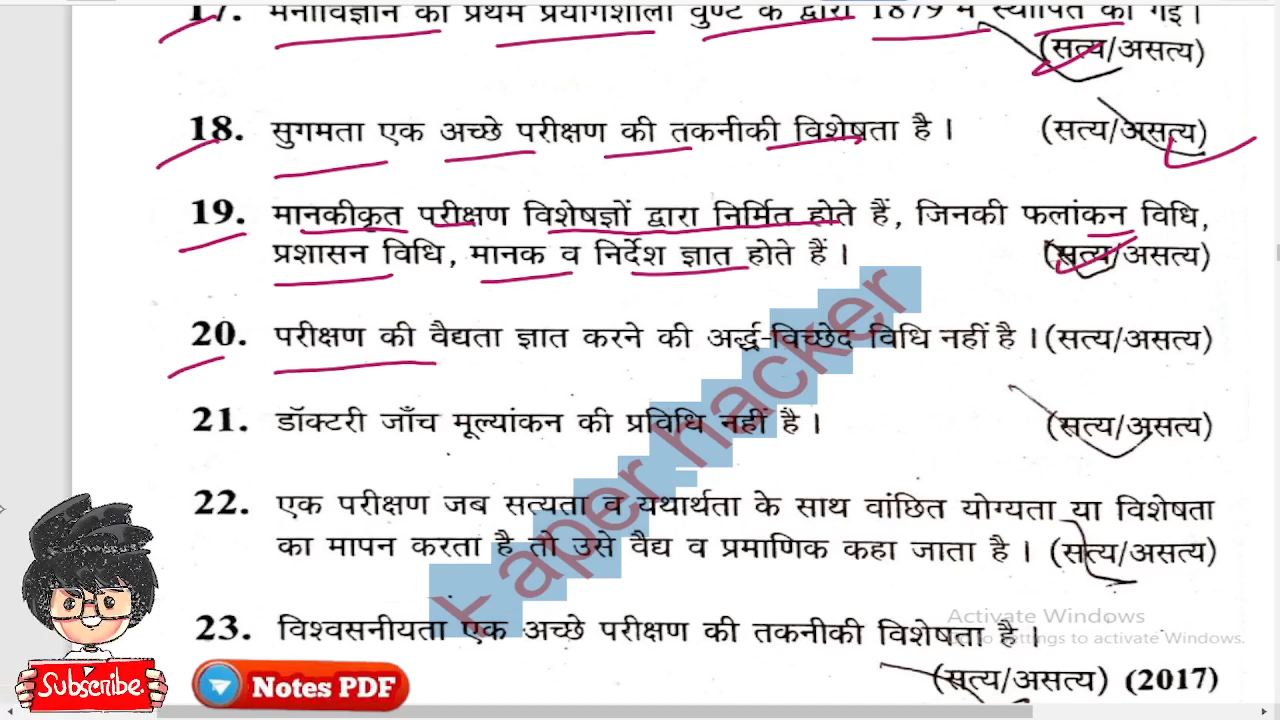 17. मनोविज्ञान की प्रथम प्रयोगशाला वुण्ट के द्वारा 1879 में स्थापित की गई।
(सत्य/असत्य)
18. सुगमता एक अच्छे परीक्षण की तकनीकी विशेषता है। (सत्य/असत्य)
19. मानकीकृत परीक्षण विशेषज्ञों द्वारा निर्मित होते हैं, जिनकी फलांकन विधि,
प्रशासन विधि, मानक व निर्देश ज्ञात होते हैं। (सत्य/असत्य)
20. परीक्षण की वैद्यता ज्ञात करने की अर्द्ध-विच्छेद विधि नहीं है। (सत्य/असत्य)
21. डॉक्टरी जाँच मूल्यांकन की प्रविधि नहीं है। (सत्य/असत्य)
22. एक परीक्षण जब सत्यता व यथार्थता के साथ वांछित योग्यता या विशेषता
का मापन करता है तो उसे वैद्य व प्रमाणिक कहा जाता है। (सत्य/असत्य)
23. विश्वसनीयता एक अच्छे परीक्षण की तकनीकी विशेषता है।
(सत्य/असत्य) (2017)
Paper hacker
Activate Windows
Go to Settings to activate Windows.
Subscribe
Notes PDF